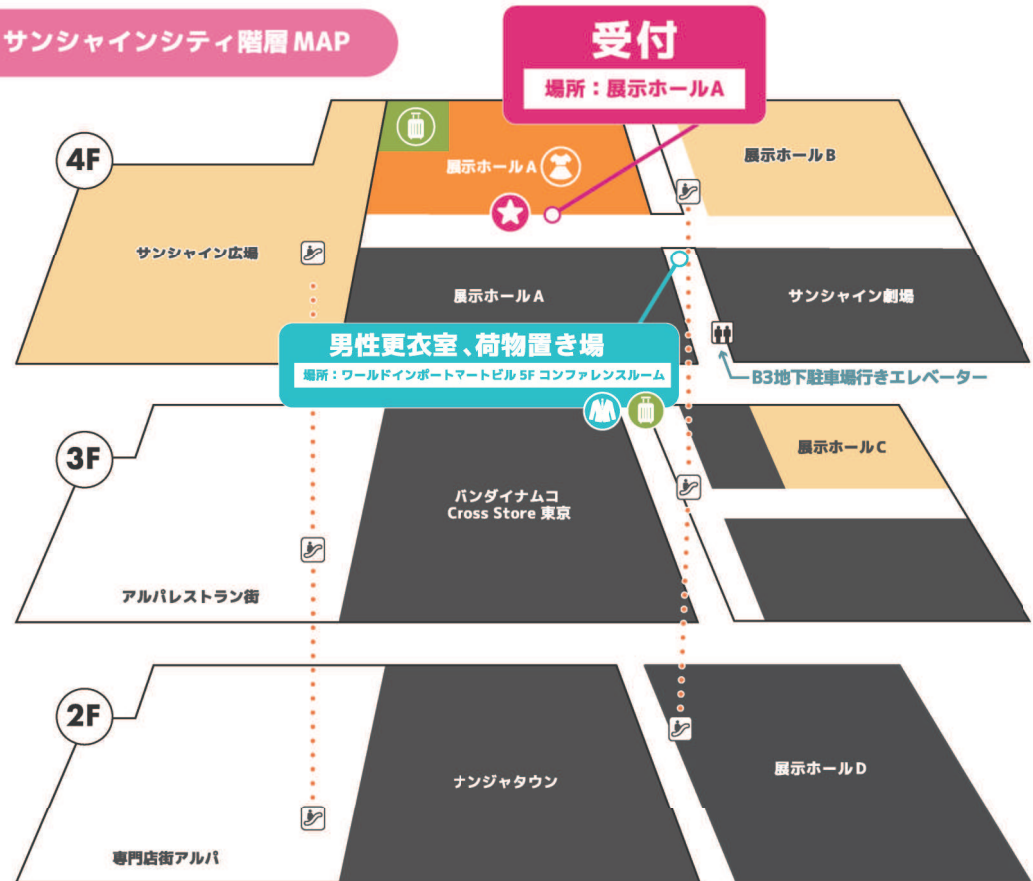 サンシャインシティ階層MAP
受付
場所：展示ホールA
4F
展示ホールA
展示ホールB
サンシャイン広場
展示ホールA
サンシャイン劇場
男性更衣室、荷物置き場
場所：ワールドインポートマートビル 5F コンファレンスルーム
B3地下駐車場行きエレベーター
3F
展示ホールC
バンダイナムコ
Cross Store 東京
アルパレストラン街
2F
ナンジャタウン
展示ホールD
専門店街アルパ